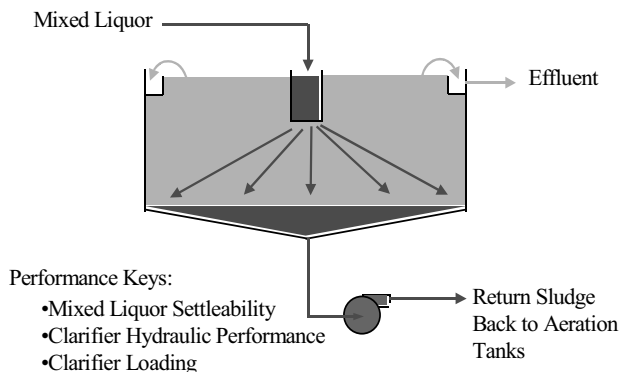 Mixed Liquor
Effluent
Performance Keys:
•Mixed Liquor Settleability
•Clarifier Hydraulic Performance
•Clarifier Loading
Return Sludge
Back to Aeration
Tanks